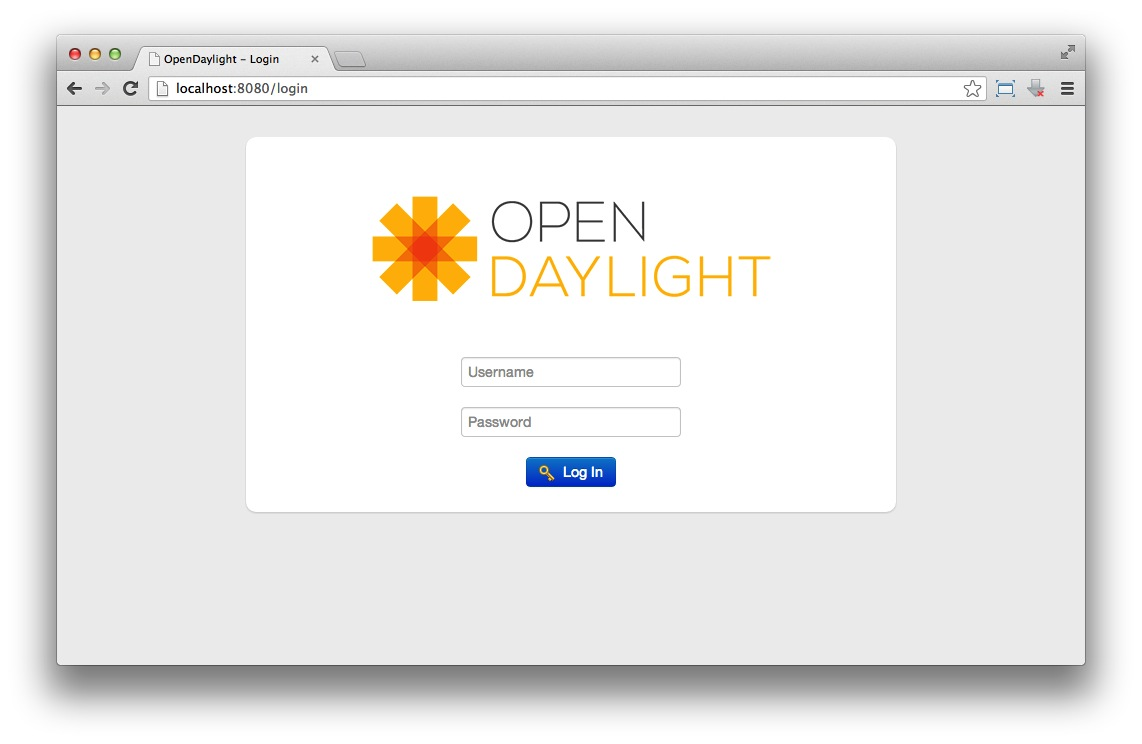 OpenDaylight – Login
localhost:8080/login
OPEN
DAYLIGHT
Username
Password
Log In